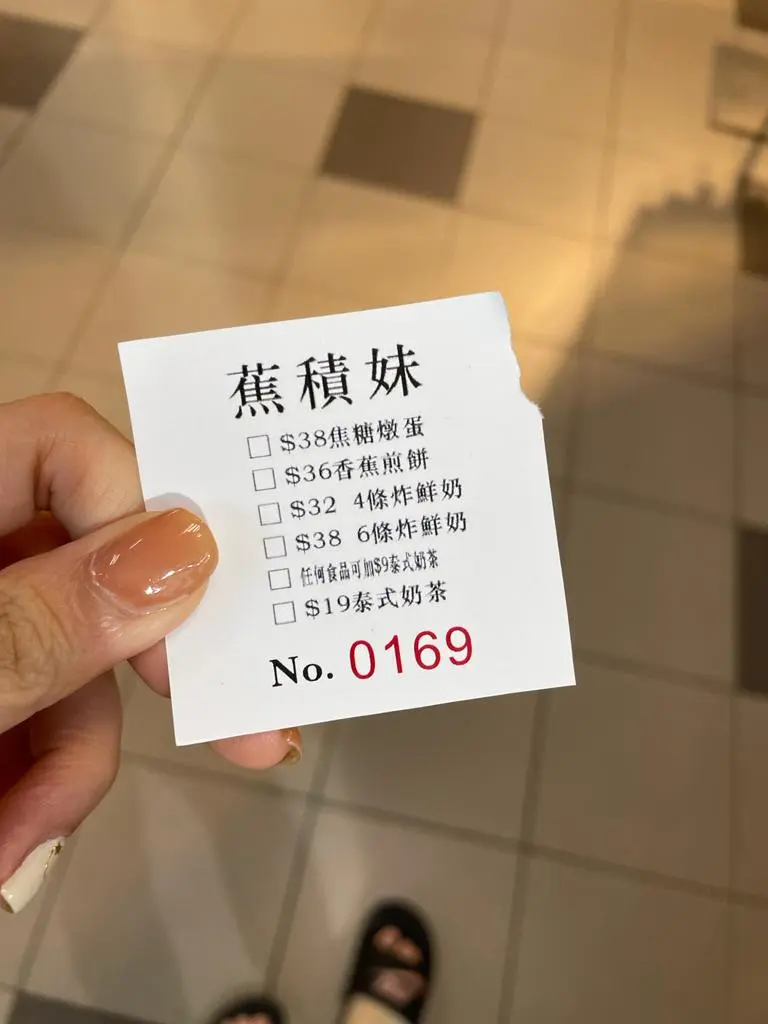 蕉積妹
□ $38焦糖燉蛋
□ $36香蕉煎餅
□ $32 4條炸鮮奶
□ $38 6條炸鮮奶
□ 任何食品可加$9泰式奶茶
□ $19泰式奶茶
No. 0169